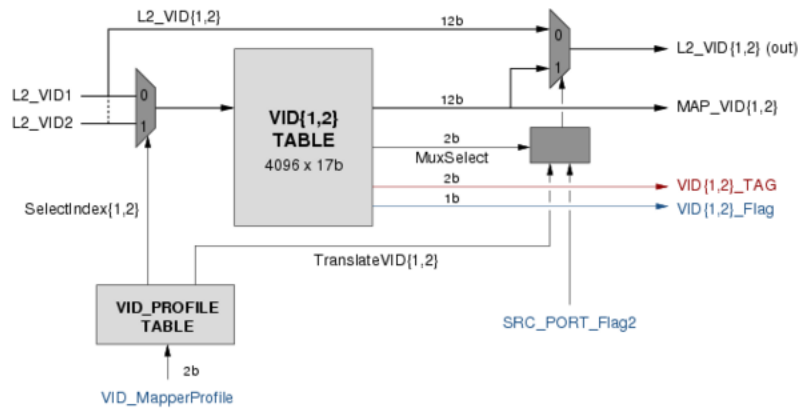 L2_VID{1,2}
12b
0
L2_VID{1,2} (out)
1
L2_VID1
0
L2_VID2
1
VID{1,2}
TABLE
4096 x 17b
12b
MAP_VID{1,2}
2b
MuxSelect
2b
VID{1,2}_TAG
1b
VID{1,2}_Flag
SelectIndex{1,2}
TranslateVID{1,2}
VID_PROFILE
TABLE
SRC_PORT_Flag2
2b
VID_MapperProfile